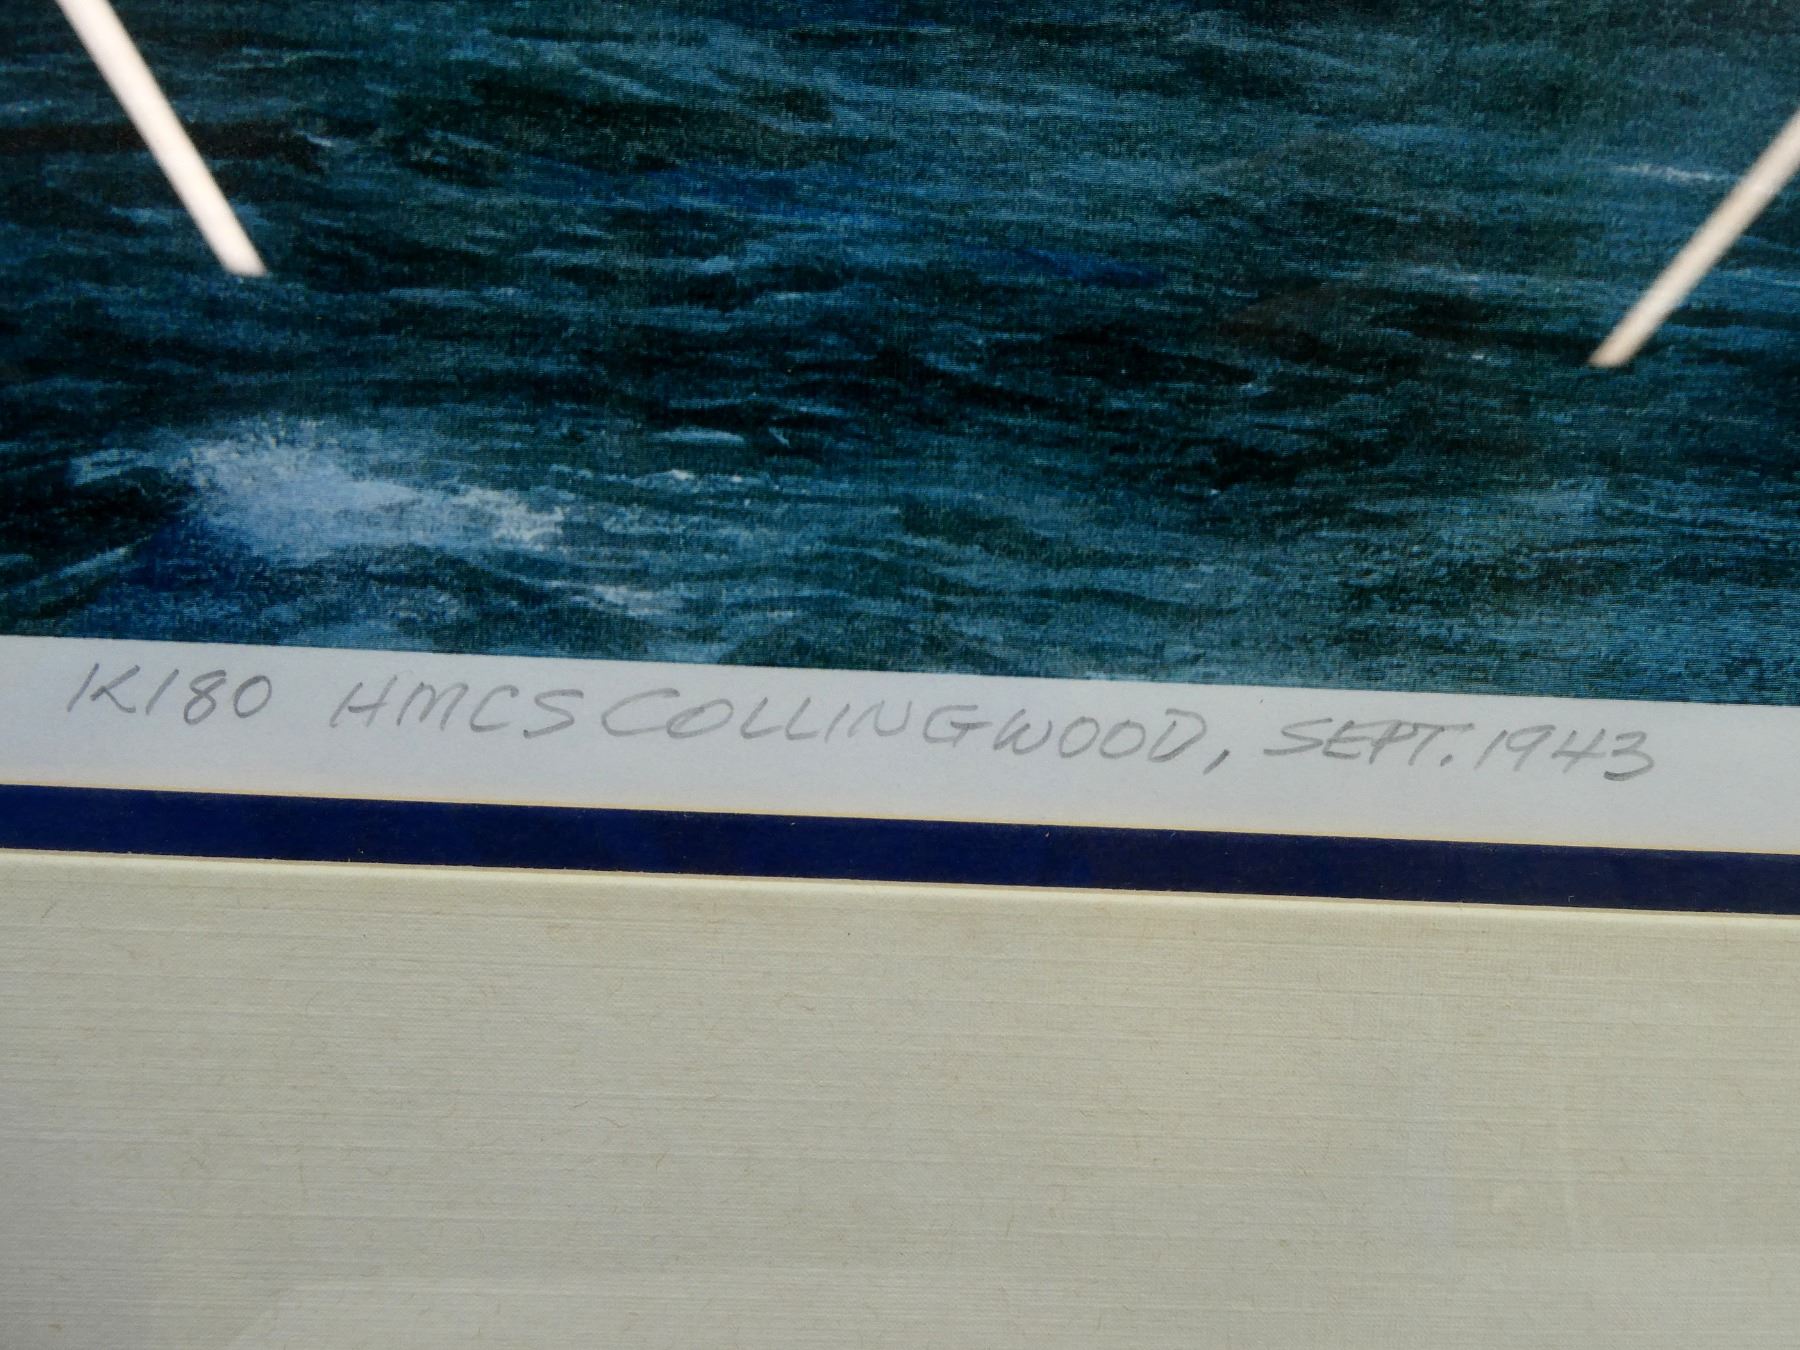 K180 HMCS COLLINGWOOD, SEPT. 1943